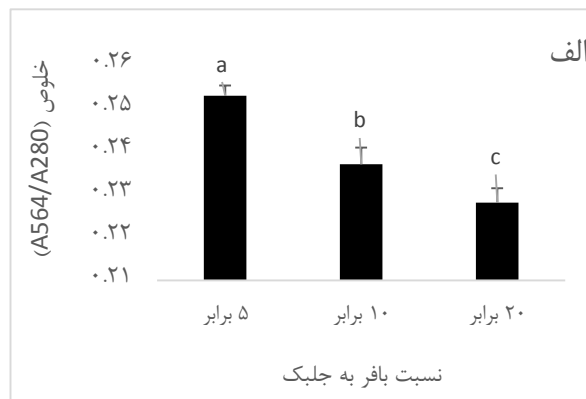 الف
خلوص (A564/A280)
۰.۲۶
۰.۲۵
۰.۲۴
۰.۲۳
۰.۲۲
۰.۲۱
a
b
c
۵ برابر
۱۰ برابر
۲۰ برابر
نسبت بافر به جلبک